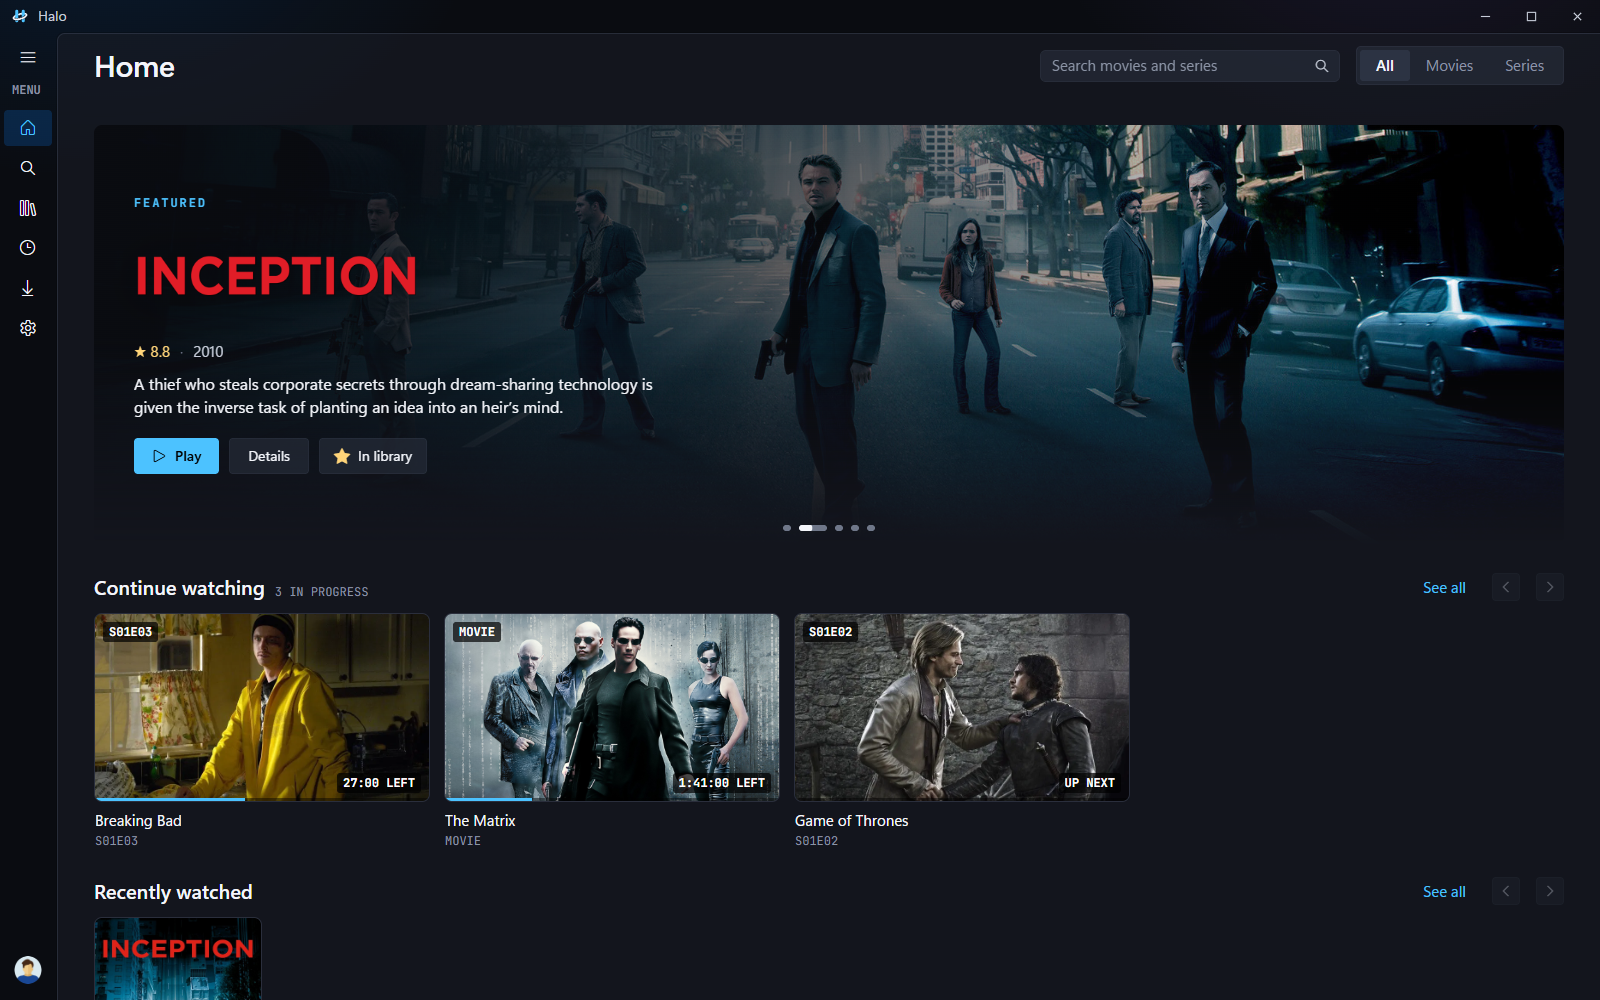 Halo
MENU
Home
Search movies and series
All
Movies
Series
FEATURED
INCEPTION
★ 8.8 · 2010
A thief who steals corporate secrets through dream-sharing technology is
given the inverse task of planting an idea into an heir’s mind.
Play
Details
In library
Continue watching 3 IN PROGRESS
See all
S01E03
27:00 LEFT
Breaking Bad
S01E03
MOVIE
1:41:00 LEFT
The Matrix
MOVIE
S01E02
UP NEXT
Game of Thrones
S01E02
Recently watched
See all
INCEPTION